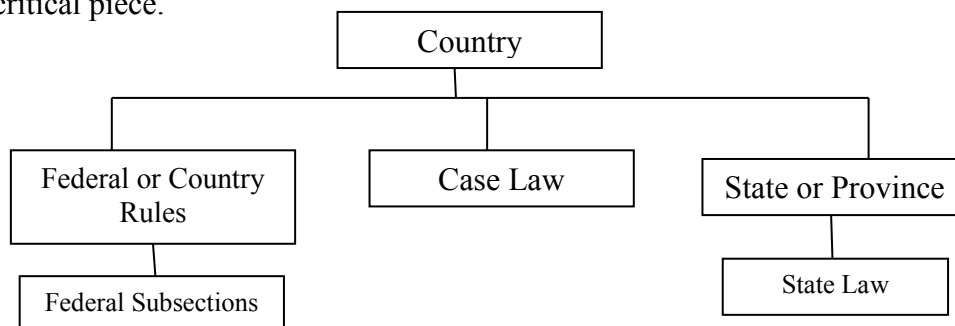 critical piece.
Country
Federal or Country
Rules
Case Law
State or Province
Federal Subsections
State Law